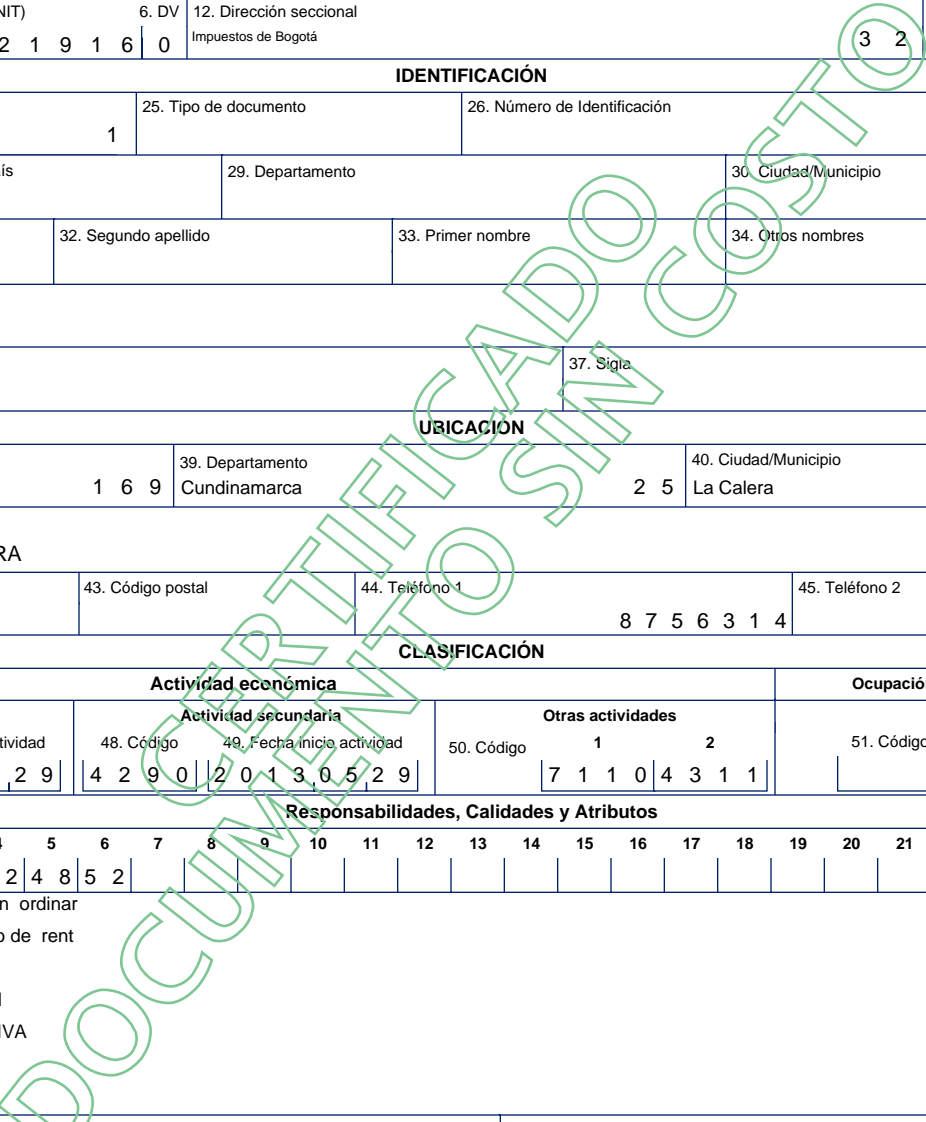 NIT) 6. DV 12. Dirección seccional
2 1 9 1 6 0 Impuestos de Bogotá 3 2
IDENTIFICACIÓN
25. Tipo de documento 26. Número de Identificación
1
ís 29. Departamento 30. Ciudad/Municipio
32. Segundo apellido 33. Primer nombre 34. Otros nombres
37. Sigla
UBICACIÓN
39. Departamento 40. Ciudad/Municipio
1 6 9 Cundinamarca 2 5 La Calera
RA
43. Código postal 44. Teléfono 1 45. Teléfono 2
8 7 5 6 3 1 4
CLASIFICACIÓN
Actividad económica Ocupación
Actividad secundaria Otras actividades
tividad 48. Código 49. Fecha inicio actividad 50. Código 1 2 51. Código
2 9 4 2 9 0 2 0 1 3 0 5 2 9 7 1 1 0 4 3 1 1
Responsabilidades, Calidades y Atributos
4 5 6 7 8 9 10 11 12 13 14 15 16 17 18 19 20 21
2 4 8 5 2
n ordinar
o de rent
IVA
CERTIFICADO
DOCUMENTO SIN COSTO